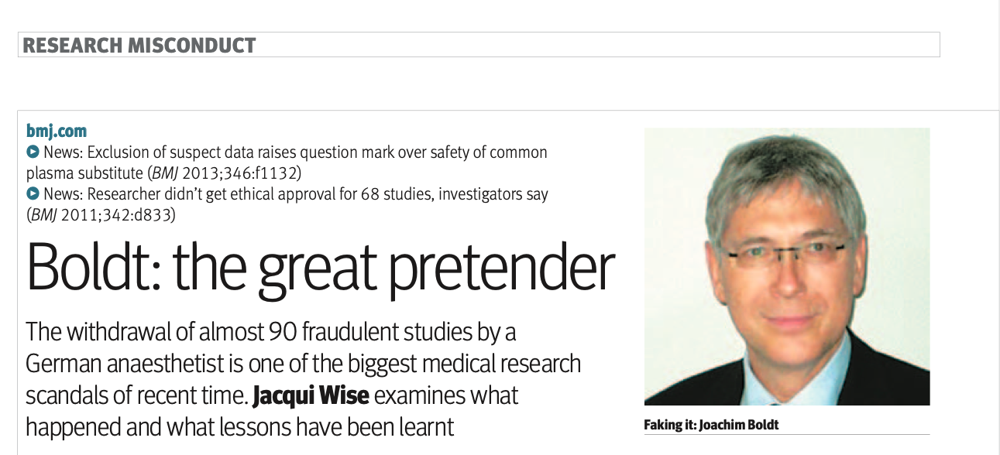 RESEARCH MISCONDUCT
bmj.com
News: Exclusion of suspect data raises question mark over safety of common
plasma substitute (BMJ 2013;346:f1132)
News: Researcher didn’t get ethical approval for 68 studies, investigators say
(BMJ 2011;342:d833)
Boldt: the great pretender
The withdrawal of almost 90 fraudulent studies by a
German anaesthetist is one of the biggest medical research
scandals of recent time. Jacqui Wise examines what
happened and what lessons have been learnt
Faking it: Joachim Boldt